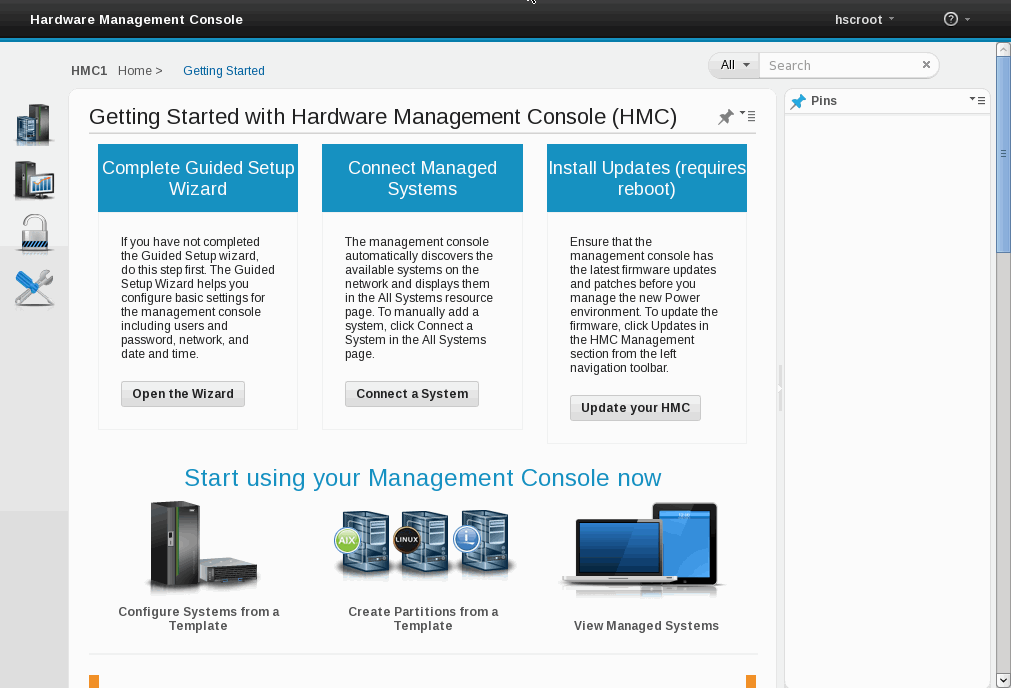 Hardware Management Console
hscroot
?
HMC1 Home > Getting Started
All
Search
Getting Started with Hardware Management Console (HMC)
Pins
Complete Guided Setup
Wizard
If you have not completed
the Guided Setup wizard,
do this step first. The Guided
Setup Wizard helps you
configure basic settings for
the management console
including users and
password, network, and
date and time.
Open the Wizard
Connect Managed
Systems
The management console
automatically discovers the
available systems on the
network and displays them
in the All Systems resource
page. To manually add a
system, click Connect a
System in the All Systems
page.
Connect a System
Install Updates (requires
reboot)
Ensure that the
management console has
the latest firmware updates
and patches before you
manage the new Power
environment. To update the
firmware, click Updates in
the HMC Management
section from the left
navigation toolbar.
Update your HMC
Start using your Management Console now
AIX
LINUX
i
Configure Systems from a
Template
Create Partitions from a
Template
View Managed Systems